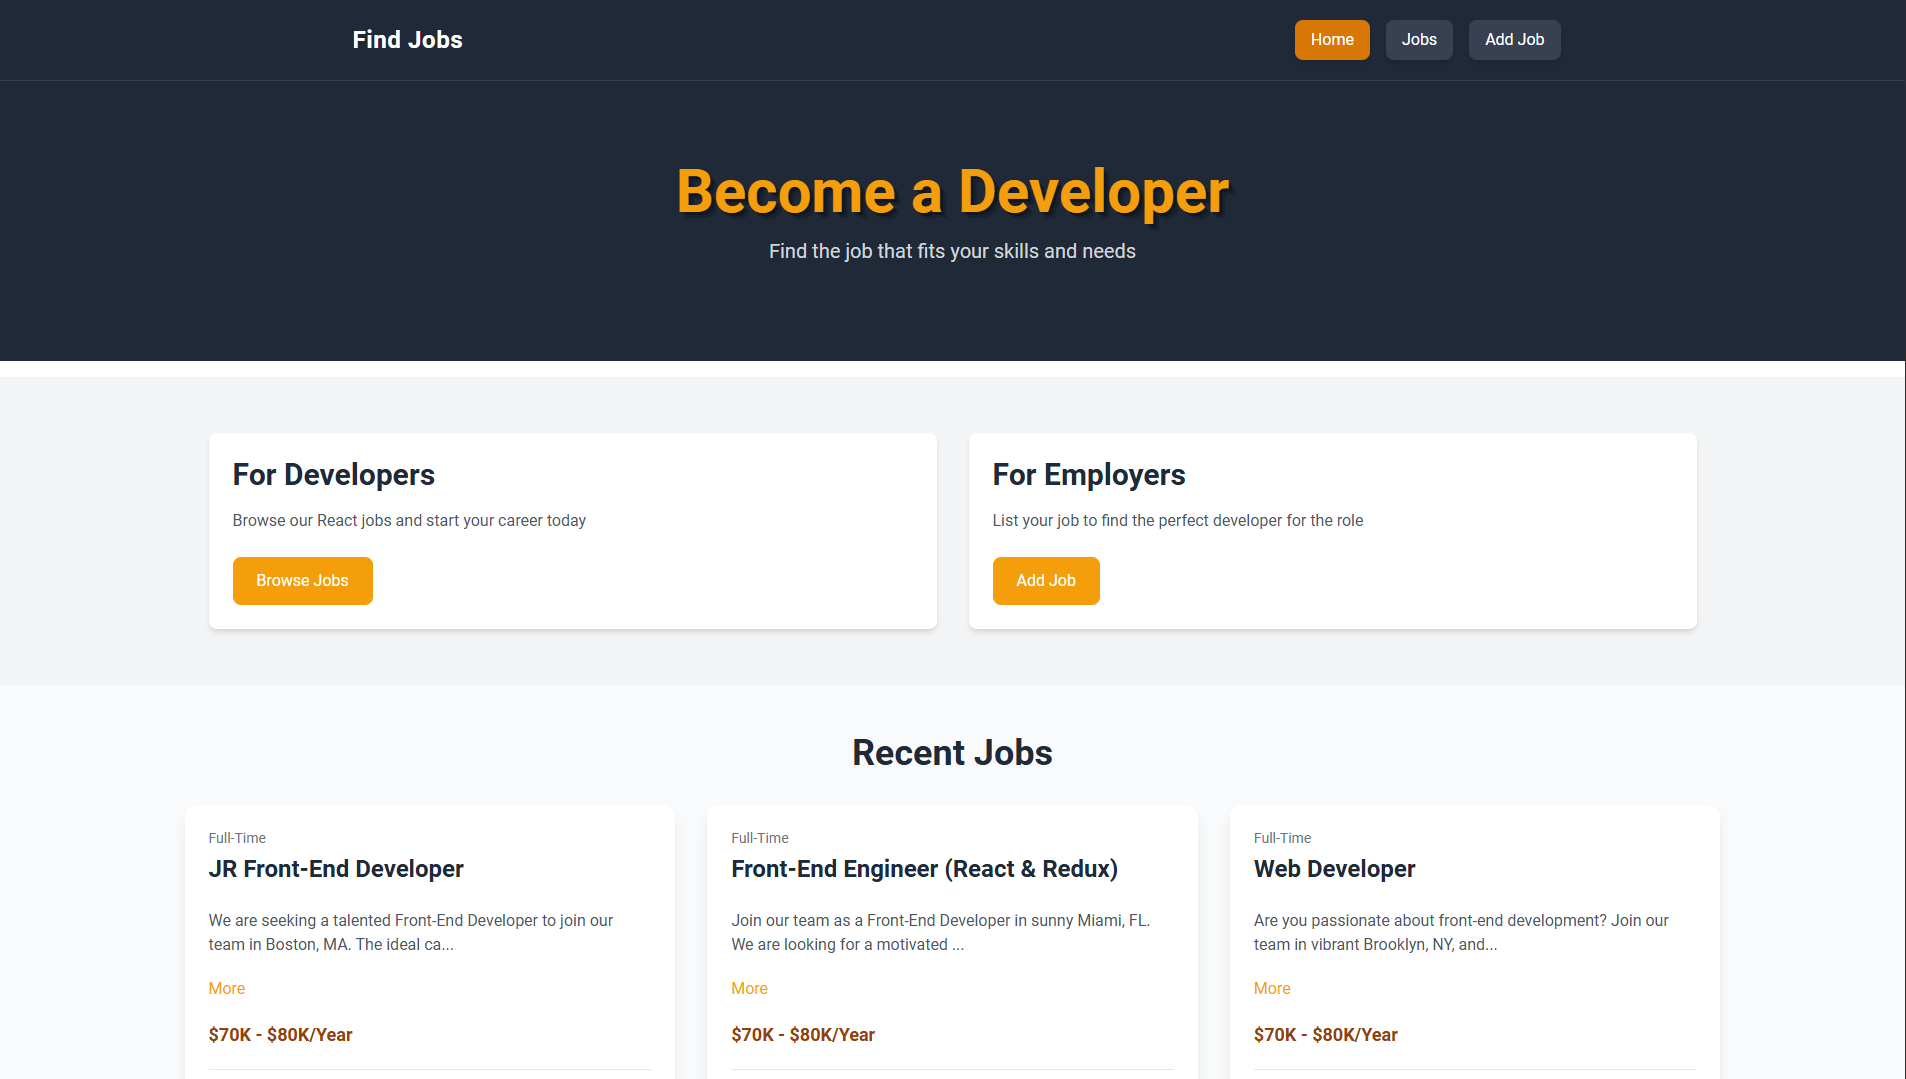 Find Jobs
Home
Jobs
Add Job
Become a Developer
Find the job that fits your skills and needs
For Developers
Browse our React jobs and start your career today
Browse Jobs
For Employers
List your job to find the perfect developer for the role
Add Job
Recent Jobs
Full-Time
JR Front-End Developer
We are seeking a talented Front-End Developer to join our
team in Boston, MA. The ideal ca...
More
$70K - $80K/Year
Full-Time
Front-End Engineer (React & Redux)
Join our team as a Front-End Developer in sunny Miami, FL.
We are looking for a motivated ...
More
$70K - $80K/Year
Full-Time
Web Developer
Are you passionate about front-end development? Join our
team in vibrant Brooklyn, NY, and...
More
$70K - $80K/Year